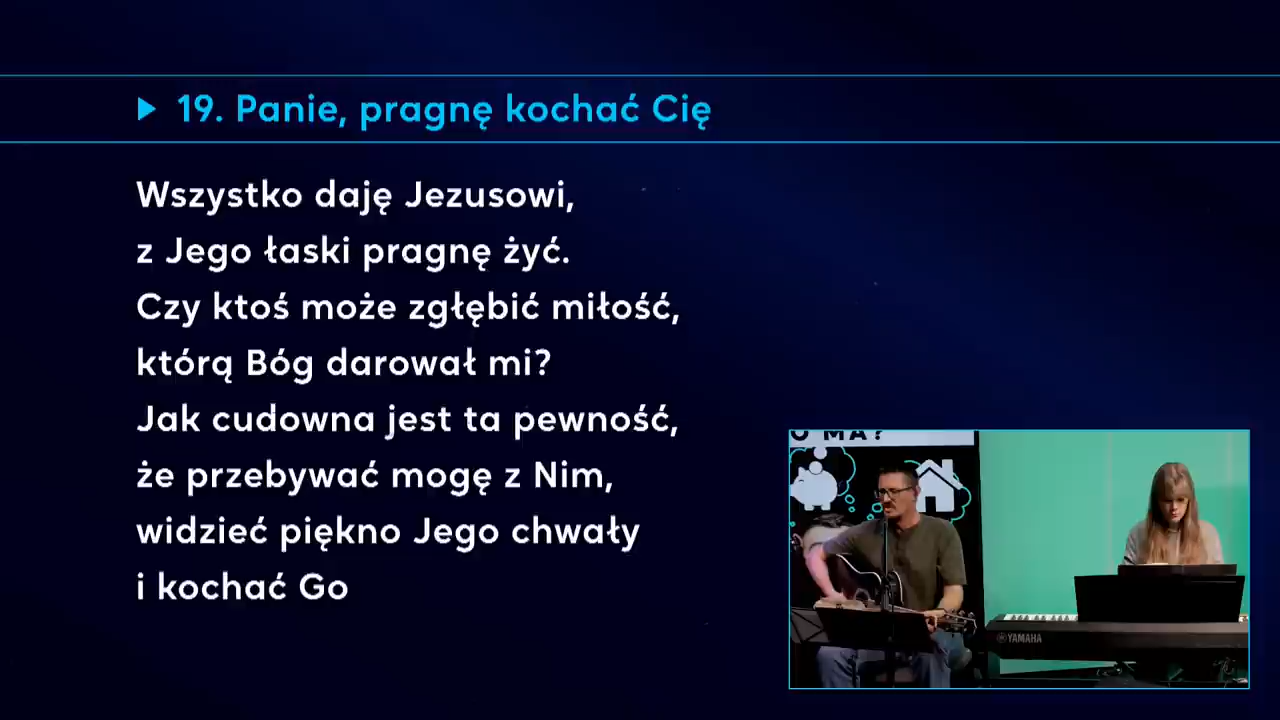 ▶ 19. Panie, pragnę kochać Cię
Wszystko daję Jezusowi,
z Jego łaski pragnę żyć.
Czy ktoś może zgłębić miłość,
którą Bóg darował mi?
Jak cudowna jest ta pewność,
że przebywać mogę z Nim,
widzieć piękno Jego chwały
i kochać Go
MA?
YAMAHA